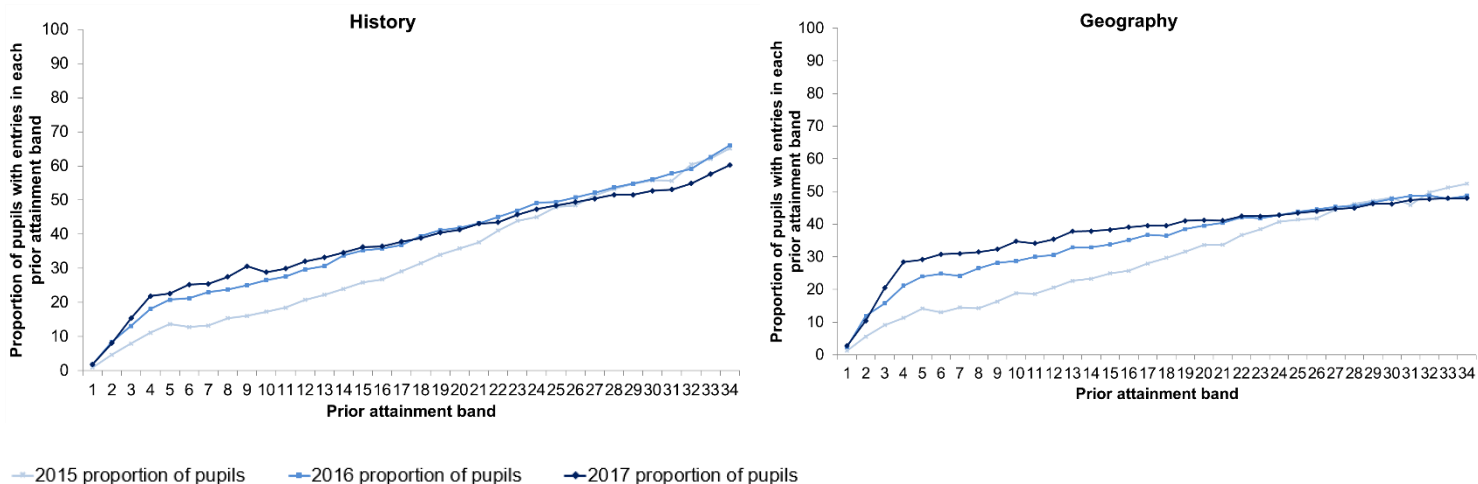 History
Proportion of pupils with entries in each
prior attainment band
100
90
80
70
60
50
40
30
20
10
0
1 2 3 4 5 6 7 8 9 10 11 12 13 14 15 16 17 18 19 20 21 22 23 24 25 26 27 28 29 30 31 32 33 34
Prior attainment band
Geography
Proportion of pupils with entries in each
prior attainment band
100
90
80
70
60
50
40
30
20
10
0
1 2 3 4 5 6 7 8 9 10 11 12 13 14 15 16 17 18 19 20 21 22 23 24 25 26 27 28 29 30 31 32 33 34
Prior attainment band
2015 proportion of pupils 2016 proportion of pupils 2017 proportion of pupils